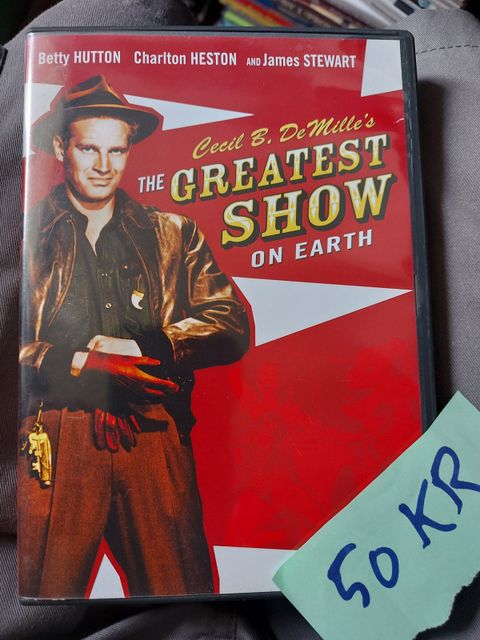 Betty HUTTON Charlton HESTON AND James STEWART
Cecil B. DeMille's
THE GREATEST
SHOW
ON EARTH
50 KR